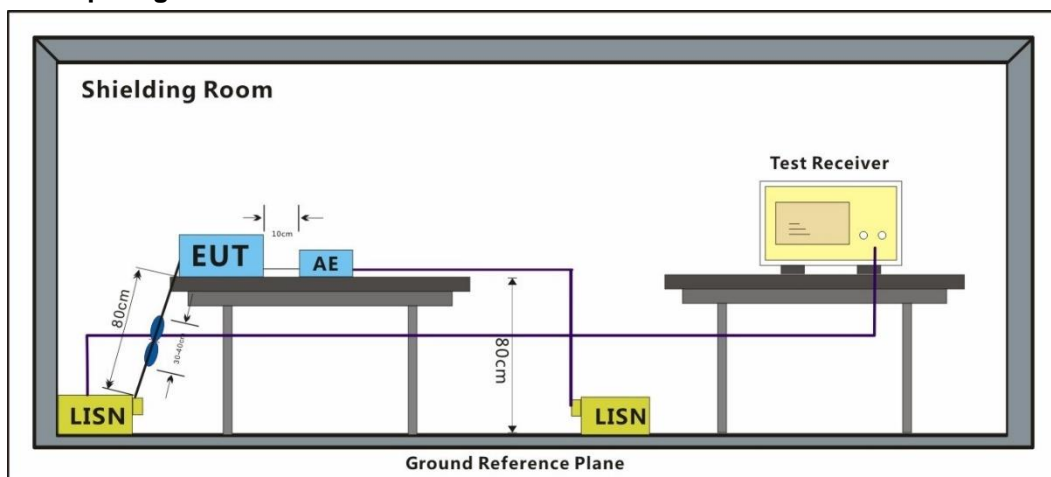 Shielding Room
Test Receiver
10cm
EUT
AE
80cm
30-40cm
80cm
LISN
LISN
Ground Reference Plane